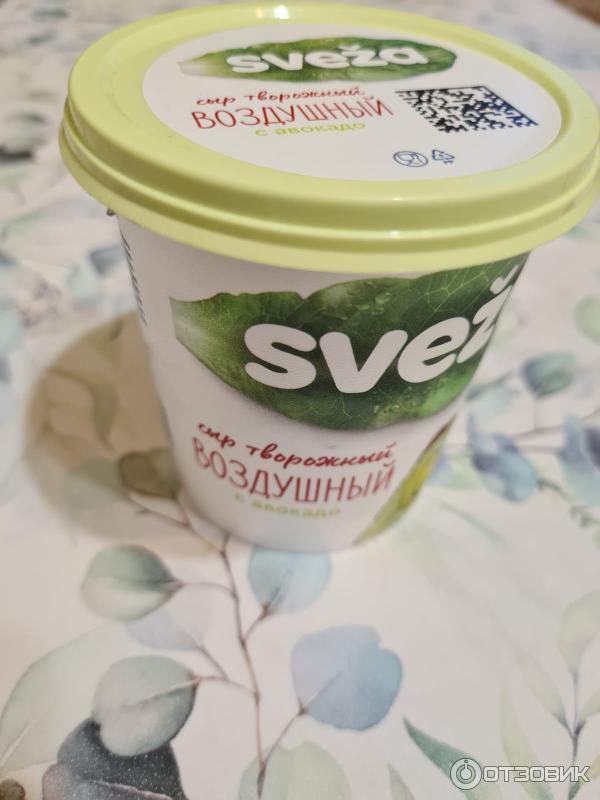 sveža
сыр творожный
ВОЗДУШНЫЙ
с авокадо
sveža
сыр творожный
ВОЗДУШНЫЙ
с авокадо
ОТЗОВИК